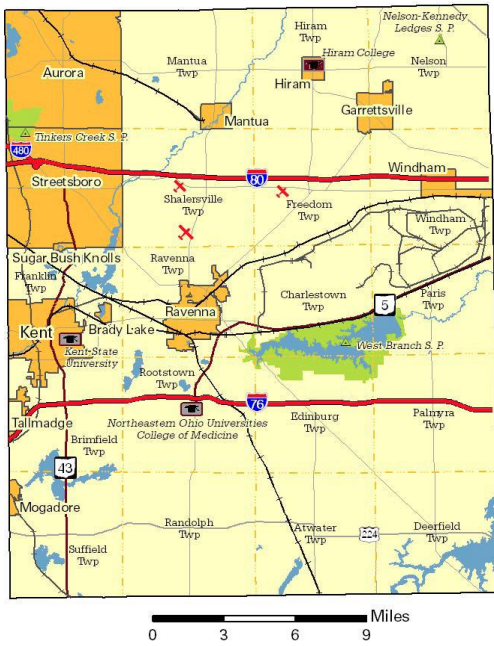 Nelson-Kennedy
Ledges S. P.
Hiram
Twp
Hiram College
Mantua
Twp
Nelson
Twp
Aurora
Hiram
Garrettsville
Mantua
Tinkers Creek S. P.
480
80
Windham
Streetsboro
Shalersville
Twp
Freedom
Twp
Windham
Twp
Sugar Bush Knolls
Ravenna
Twp
Franklin
Twp
Charlestown
Twp
Paris
Twp
5
Ravenna
Kent
Brady Lake
West Branch S. P.
Kent State
University
Rootstown
Twp
76
Tallmadge
Northeastern Ohio Universities
College of Medicine
Edinburg
Twp
Palmyra
Twp
Brimfield
Twp
43
Mogadore
Randolph
Twp
Atwater
Twp
224
Deerfield
Twp
Suffield
Twp
Miles
0 3 6 9